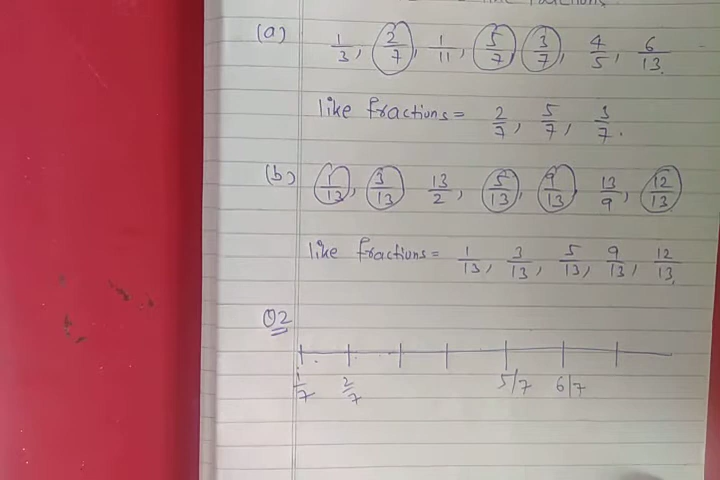 like fractions.
(a) 1/3, 2/7, 1/11, 5/7, 3/7, 4/5, 6/13.
like fractions = 2/7, 5/7, 3/7.
(b) 1/13, 3/13 13/2, 5/13, 9/13 13/9, 12/13
like fractions = 1/13, 3/13, 5/13, 9/13, 12/13.
Q2
1/7 2/7 5/7 6/7